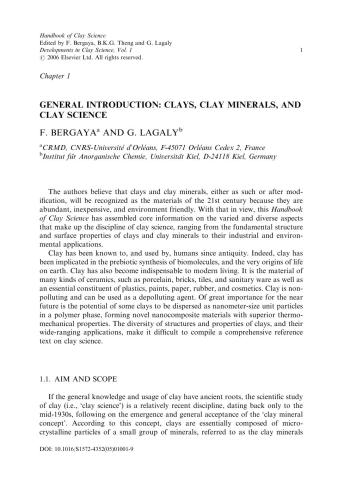 Handbook of Clay Science
Edited by F. Bergaya, B.K.G. Theng and G. Lagaly
Developments in Clay Science, Vol. 1
1
© 2006 Elsevier Ltd. All rights reserved.
Chapter 1
GENERAL INTRODUCTION: CLAYS, CLAY MINERALS, AND
CLAY SCIENCE
F. BERGAYAa AND G. LAGALYb
aCRMD, CNRS-Université d'Orléans, F-45071 Orléans Cedex 2, France
bInstitut für Anorganische Chemie, Universität Kiel, D-24118 Kiel, Germany
The authors believe that clays and clay minerals, either as such or after mod-
ification, will be recognized as the materials of the 21st century because they are
abundant, inexpensive, and environment friendly. With that in view, this Handbook
of Clay Science has assembled core information on the varied and diverse aspects
that make up the discipline of clay science, ranging from the fundamental structure
and surface properties of clays and clay minerals to their industrial and environ-
mental applications.
Clay has been known to, and used by, humans since antiquity. Indeed, clay has
been implicated in the prebiotic synthesis of biomolecules, and the very origins of life
on earth. Clay has also become indispensable to modern living. It is the material of
many kinds of ceramics, such as porcelain, bricks, tiles, and sanitary ware as well as
an essential constituent of plastics, paints, paper, rubber, and cosmetics. Clay is non-
polluting and can be used as a depolluting agent. Of great importance for the near
future is the potential of some clays to be dispersed as nanometer-size unit particles
in a polymer phase, forming novel nanocomposite materials with superior thermo-
mechanical properties. The diversity of structures and properties of clays, and their
wide-ranging applications, make it difficult to compile a comprehensive reference
text on clay science.
1.1. AIM AND SCOPE
If the general knowledge and usage of clay have ancient roots, the scientific study
of clay (i.e., 'clay science') is a relatively recent discipline, dating back only to the
mid-1930s, following on the emergence and general acceptance of the 'clay mineral
concept'. According to this concept, clays are essentially composed of micro-
crystalline particles of a small group of minerals, referred to as the clay minerals
DOI: 10.1016/S1572-4352(05)01001-9